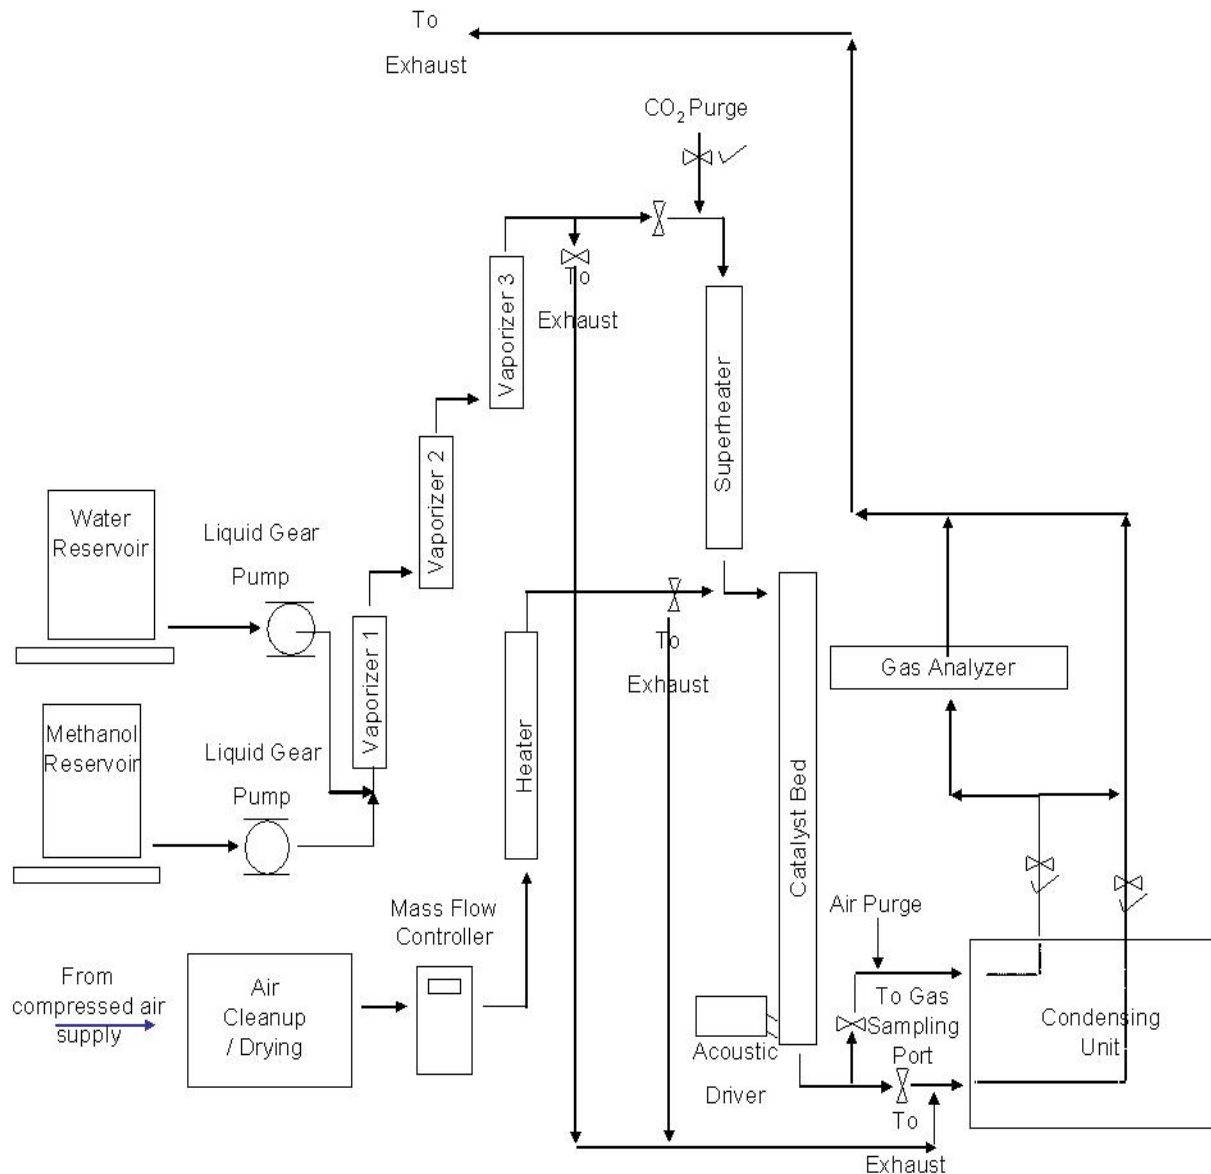 To
Exhaust
CO₂ Purge
Vaporizer 3
To
Exhaust
Superheater
Vaporizer 2
Water
Reservoir
Liquid Gear
Pump
Vaporizer 1
To
Exhaust
Heater
Gas Analyzer
Methanol
Reservoir
Liquid Gear
Pump
Catalyst Bed
Mass Flow
Controller
Air Purge
From
compressed air
supply
Air
Cleanup
/ Drying
To Gas
Sampling
Port
Condensing
Unit
Acoustic
Driver
To
Exhaust